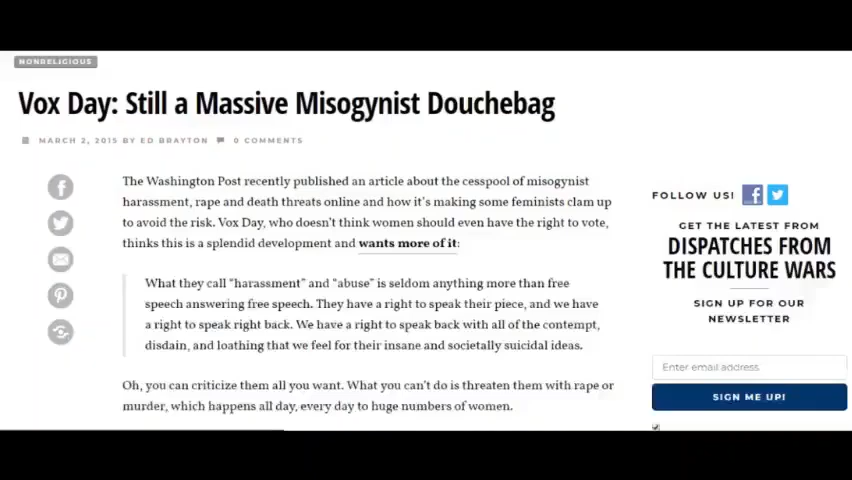 NONRELIGIOUS
Vox Day: Still a Massive Misogynist Douchebag
MARCH 2, 2015 BY ED BRAYTON 0 COMMENTS
The Washington Post recently published an article about the cesspool of misogynist
harassment, rape and death threats online and how it's making some feminists clam up
to avoid the risk. Vox Day, who doesn't think women should even have the right to vote,
thinks this is a splendid development and wants more of it:
What they call “harassment” and “abuse” is seldom anything more than free
speech answering free speech. They have a right to speak their piece, and we have
a right to speak right back. We have a right to speak back with all of the contempt,
disdain, and loathing that we feel for their insane and societally suicidal ideas.
Oh, you can criticize them all you want. What you can't do is threaten them with rape or
murder, which happens all day, every day to huge numbers of women.
FOLLOW US!
GET THE LATEST FROM
DISPATCHES FROM
THE CULTURE WARS
SIGN UP FOR OUR
NEWSLETTER
Enter email address
SIGN ME UP!